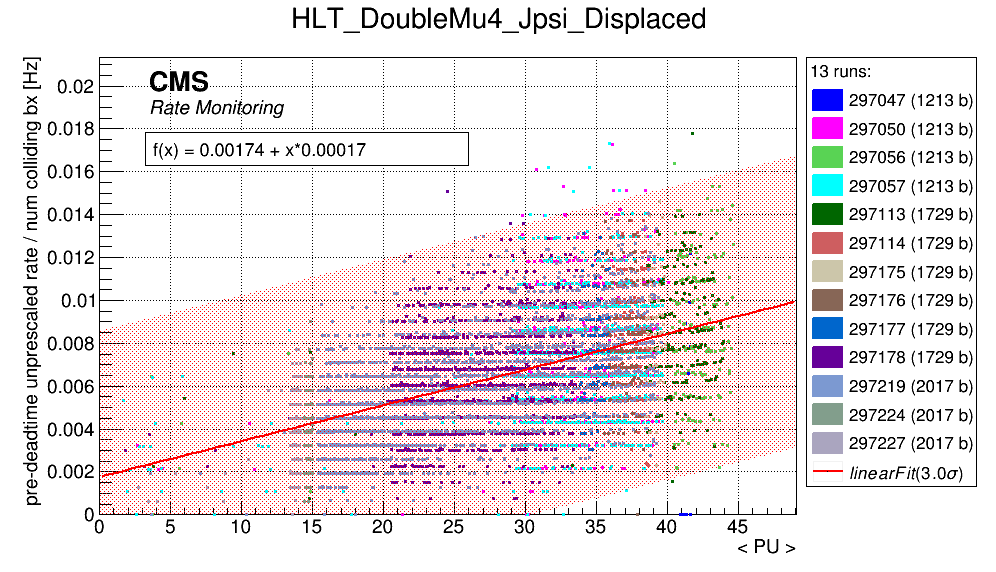 HLT_DoubleMu4_Jpsi_Displaced
pre-deadtime unprescaled rate / num colliding bx [Hz]
CMS
Rate Monitoring
f(x) = 0.00174 + x*0.00017
0.02
0.018
0.016
0.014
0.012
0.01
0.008
0.006
0.004
0.002
0
0 5 10 15 20 25 30 35 40 45
< PU >
13 runs:
297047 (1213 b)
297050 (1213 b)
297056 (1213 b)
297057 (1213 b)
297113 (1729 b)
297114 (1729 b)
297175 (1729 b)
297176 (1729 b)
297177 (1729 b)
297178 (1729 b)
297219 (2017 b)
297224 (2017 b)
297227 (2017 b)
linearFit(3.0σ)